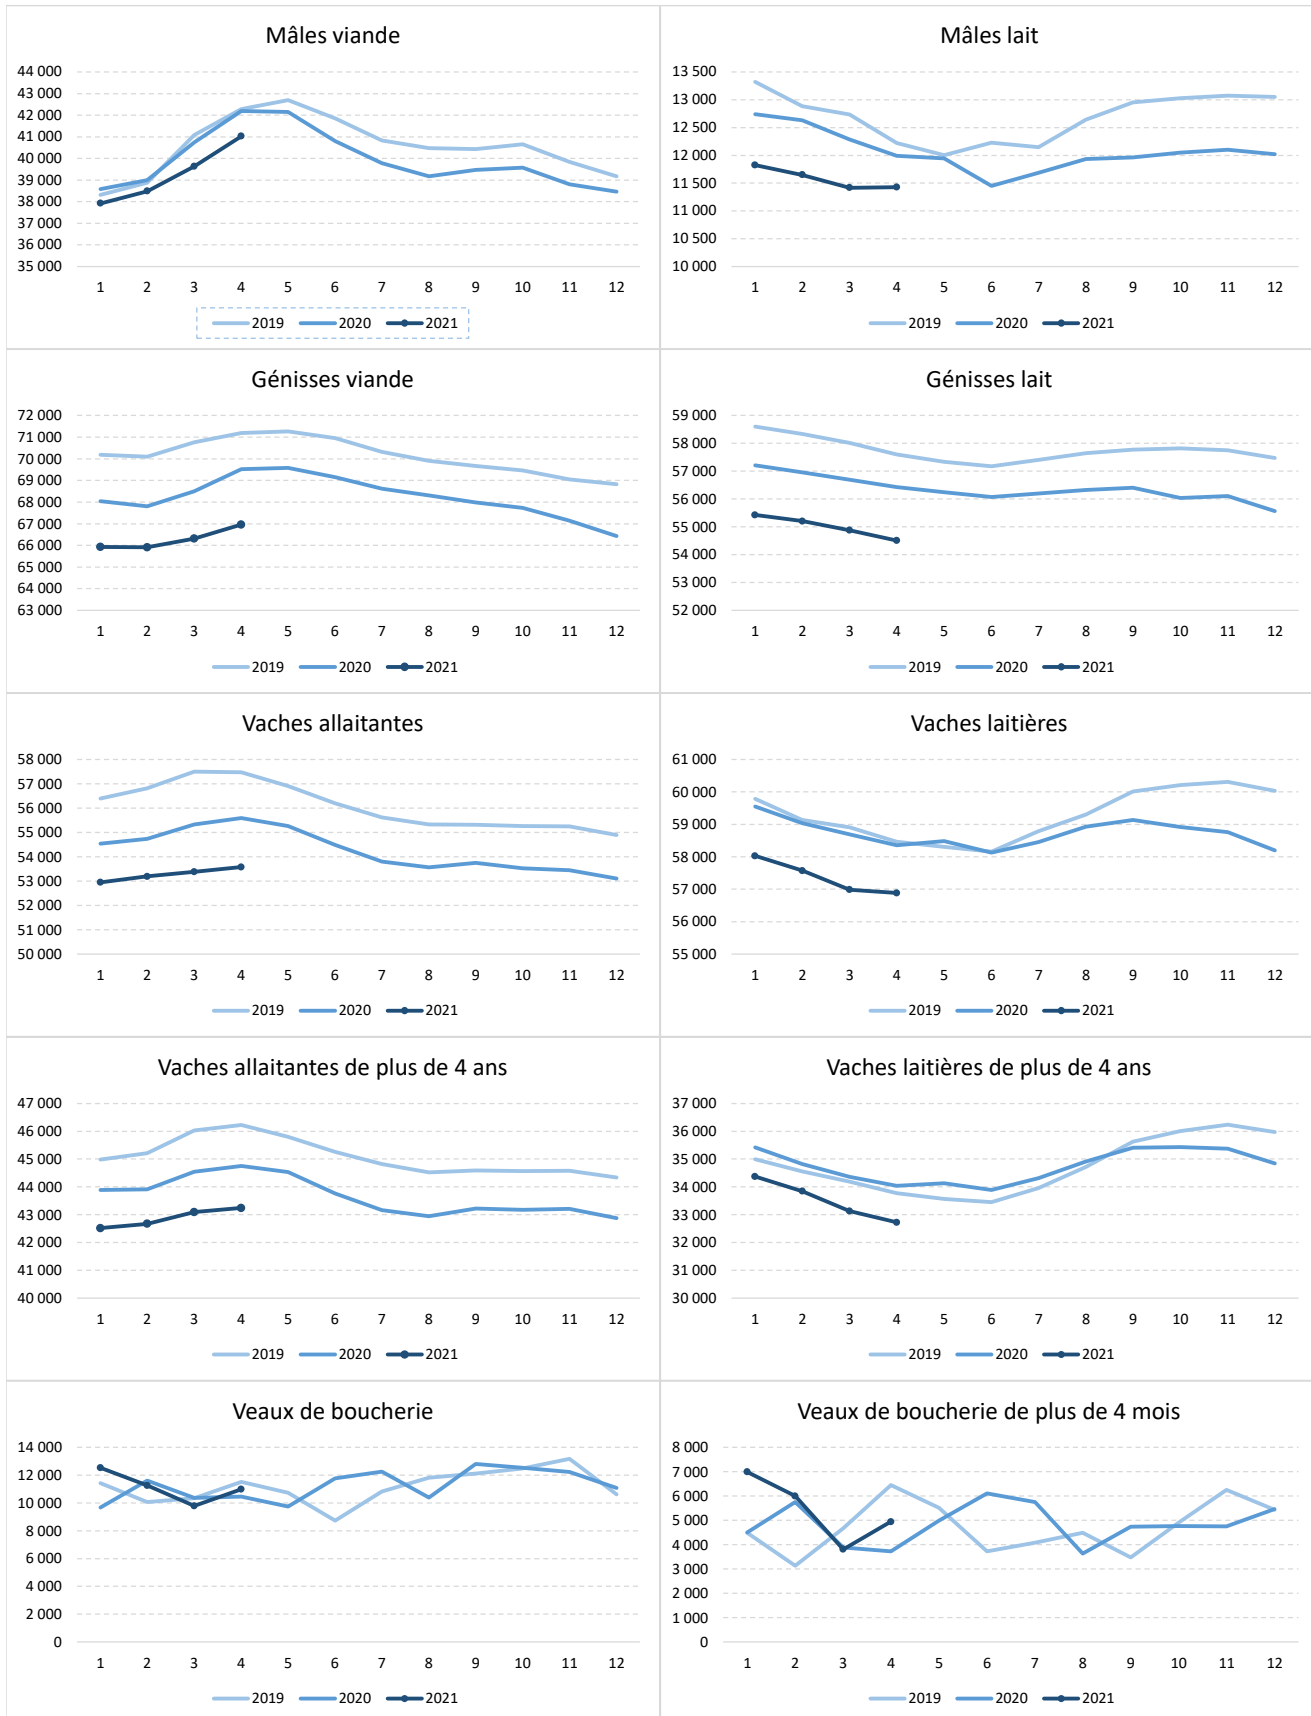 Mâles viande
44 000
43 000
42 000
41 000
40 000
39 000
38 000
37 000
36 000
35 000
1 2 3 4 5 6 7 8 9 10 11 12
2019 2020 2021
Mâles lait
13 500
13 000
12 500
12 000
11 500
11 000
10 500
10 000
1 2 3 4 5 6 7 8 9 10 11 12
2019 2020 2021
Génisses viande
72 000
71 000
70 000
69 000
68 000
67 000
66 000
65 000
64 000
63 000
1 2 3 4 5 6 7 8 9 10 11 12
2019 2020 2021
Génisses lait
59 000
58 000
57 000
56 000
55 000
54 000
53 000
52 000
1 2 3 4 5 6 7 8 9 10 11 12
2019 2020 2021
Vaches allaitantes
58 000
57 000
56 000
55 000
54 000
53 000
52 000
51 000
50 000
1 2 3 4 5 6 7 8 9 10 11 12
2019 2020 2021
Vaches laitières
61 000
60 000
59 000
58 000
57 000
56 000
55 000
1 2 3 4 5 6 7 8 9 10 11 12
2019 2020 2021
Vaches allaitantes de plus de 4 ans
47 000
46 000
45 000
44 000
43 000
42 000
41 000
40 000
1 2 3 4 5 6 7 8 9 10 11 12
2019 2020 2021
Vaches laitières de plus de 4 ans
37 000
36 000
35 000
34 000
33 000
32 000
31 000
30 000
1 2 3 4 5 6 7 8 9 10 11 12
2019 2020 2021
Veaux de boucherie
14 000
12 000
10 000
8 000
6 000
4 000
2 000
0
1 2 3 4 5 6 7 8 9 10 11 12
2019 2020 2021
Veaux de boucherie de plus de 4 mois
8 000
7 000
6 000
5 000
4 000
3 000
2 000
1 000
0
1 2 3 4 5 6 7 8 9 10 11 12
2019 2020 2021